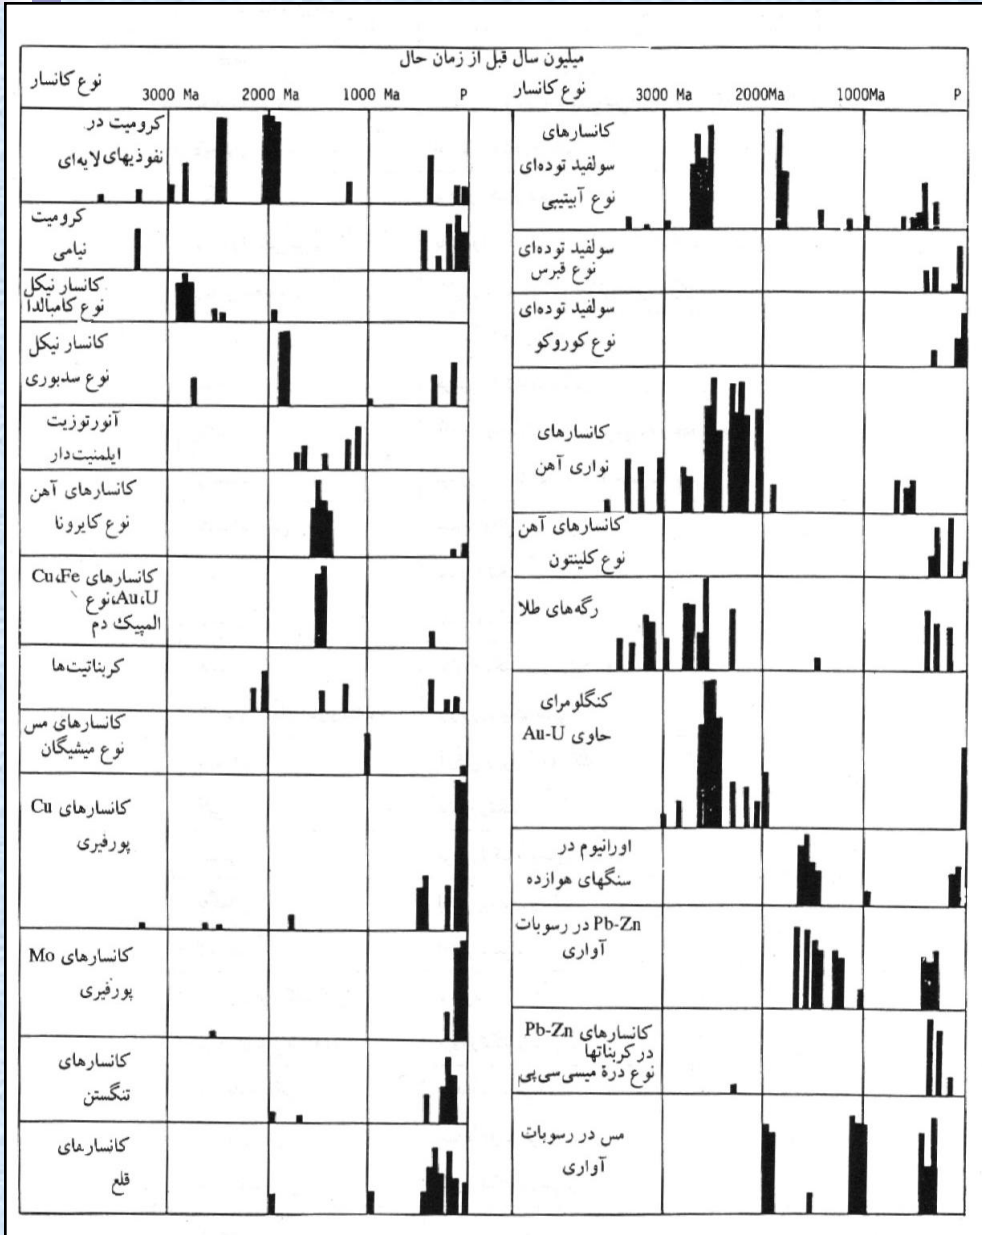 میلیون سال قبل از زمان حال
نوع کانسار
3000 Ma 2000 Ma 1000 Ma P
نوع کانسار
3000 Ma 2000Ma 1000Ma P
کرومیت در
نفوذیهای لایه‌ای
کرومیت
نیامی
کانسار نیکل
نوع کامبالدا
کانسار نیکل
نوع سدبوری
آنورتوزیت
ایلمنیت‌دار
کانسارهای آهن
نوع کایرونا
کانسارهای Cu،Fe
Au،U،نوع
المپیک دم
کربناتیت‌ها
کانسارهای مس
نوع میشیگان
کانسارهای Cu
پورفیری
کانسارهای Mo
پورفیری
کانسارهای
تنگستن
کانسارهای
قلع
کانسارهای
سولفید توده‌ای
نوع آبیتیبی
سولفید توده‌ای
نوع قبرس
سولفید توده‌ای
نوع کوروکو
کانسارهای
نواری آهن
کانسارهای آهن
نوع کلینتون
رگه‌های طلا
کنگلومرای
حاوی Au-U
اورانیوم در
سنگهای هوازده
Pb-Zn در رسوبات
آواری
کانسارهای Pb-Zn
در کربناتها
نوع درهٔ میسی‌سی‌پی
مس در رسوبات
آواری